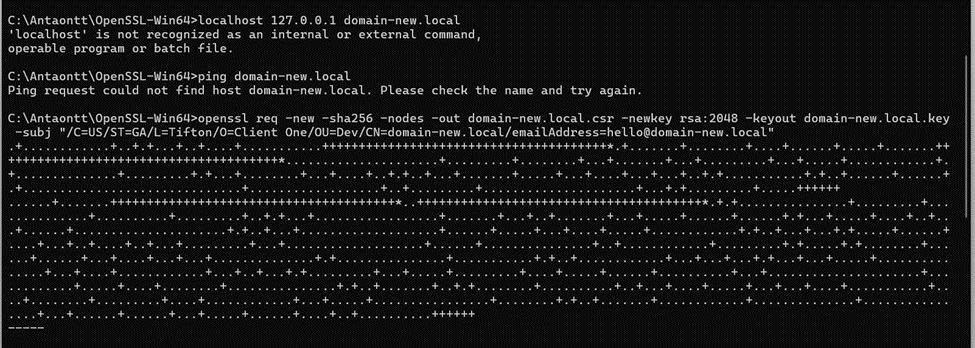 C:\Antaontt\OpenSSL-Win64>localhost 127.0.0.1 domain-new.local
'localhost' is not recognized as an internal or external command,
operable program or batch file.
C:\Antaontt\OpenSSL-Win64>ping domain-new.local
Ping request could not find host domain-new.local. Please check the name and try again.
C:\Antaontt\OpenSSL-Win64>openssl req -new -sha256 -nodes -out domain-new.local.csr -newkey rsa:2048 -keyout domain-new.local.key
-subj "/C=US/ST=GA/L=Tifton/O=Client One/OU=Dev/CN=domain-new.local/emailAddress=hello@domain-new.local"
-----